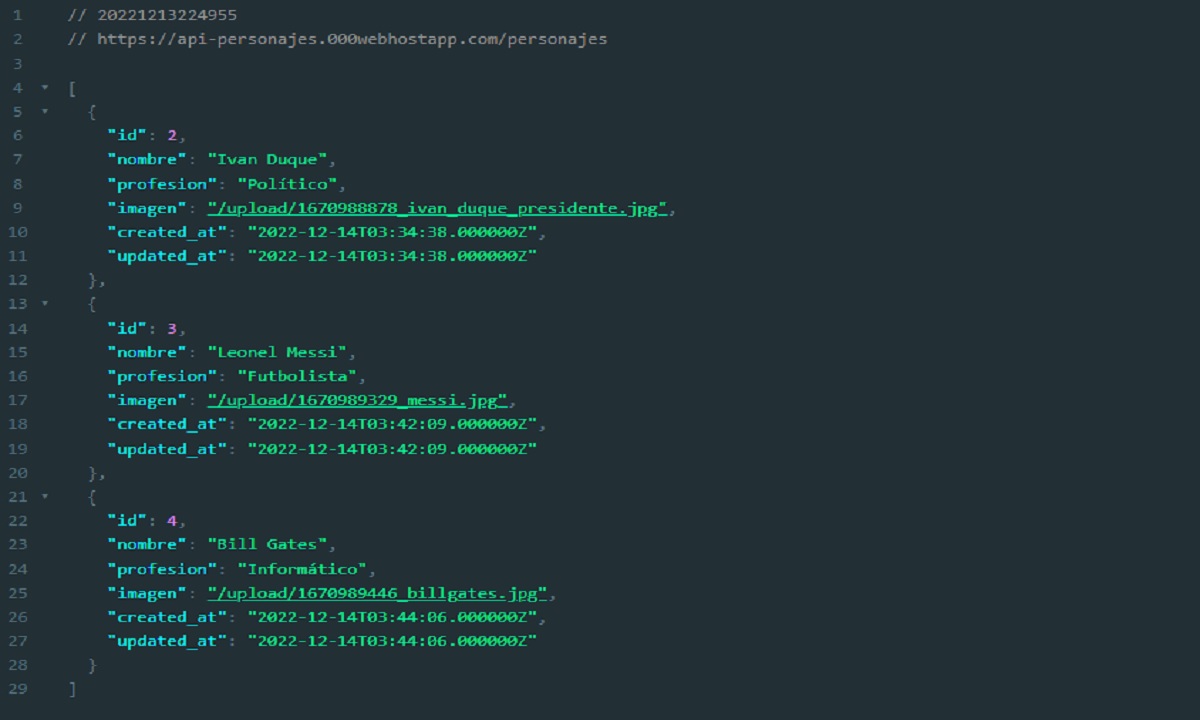 1 // 20221213224955
2 // https://api-personajes.000webhostapp.com/personajes
3
4 [
5 {
6 "id": 2,
7 "nombre": "Ivan Duque",
8 "profesion": "Político",
9 "imagen": "/upload/1670988878_ivan_duque_presidente.jpg",
10 "created_at": "2022-12-14T03:34:38.000000Z",
11 "updated_at": "2022-12-14T03:34:38.000000Z"
12 },
13 {
14 "id": 3,
15 "nombre": "Leonel Messi",
16 "profesion": "Futbolista",
17 "imagen": "/upload/1670989329_messi.jpg",
18 "created_at": "2022-12-14T03:42:09.000000Z",
19 "updated_at": "2022-12-14T03:42:09.000000Z"
20 },
21 {
22 "id": 4,
23 "nombre": "Bill Gates",
24 "profesion": "Informático",
25 "imagen": "/upload/1670989446_billgates.jpg",
26 "created_at": "2022-12-14T03:44:06.000000Z",
27 "updated_at": "2022-12-14T03:44:06.000000Z"
28 }
29 ]